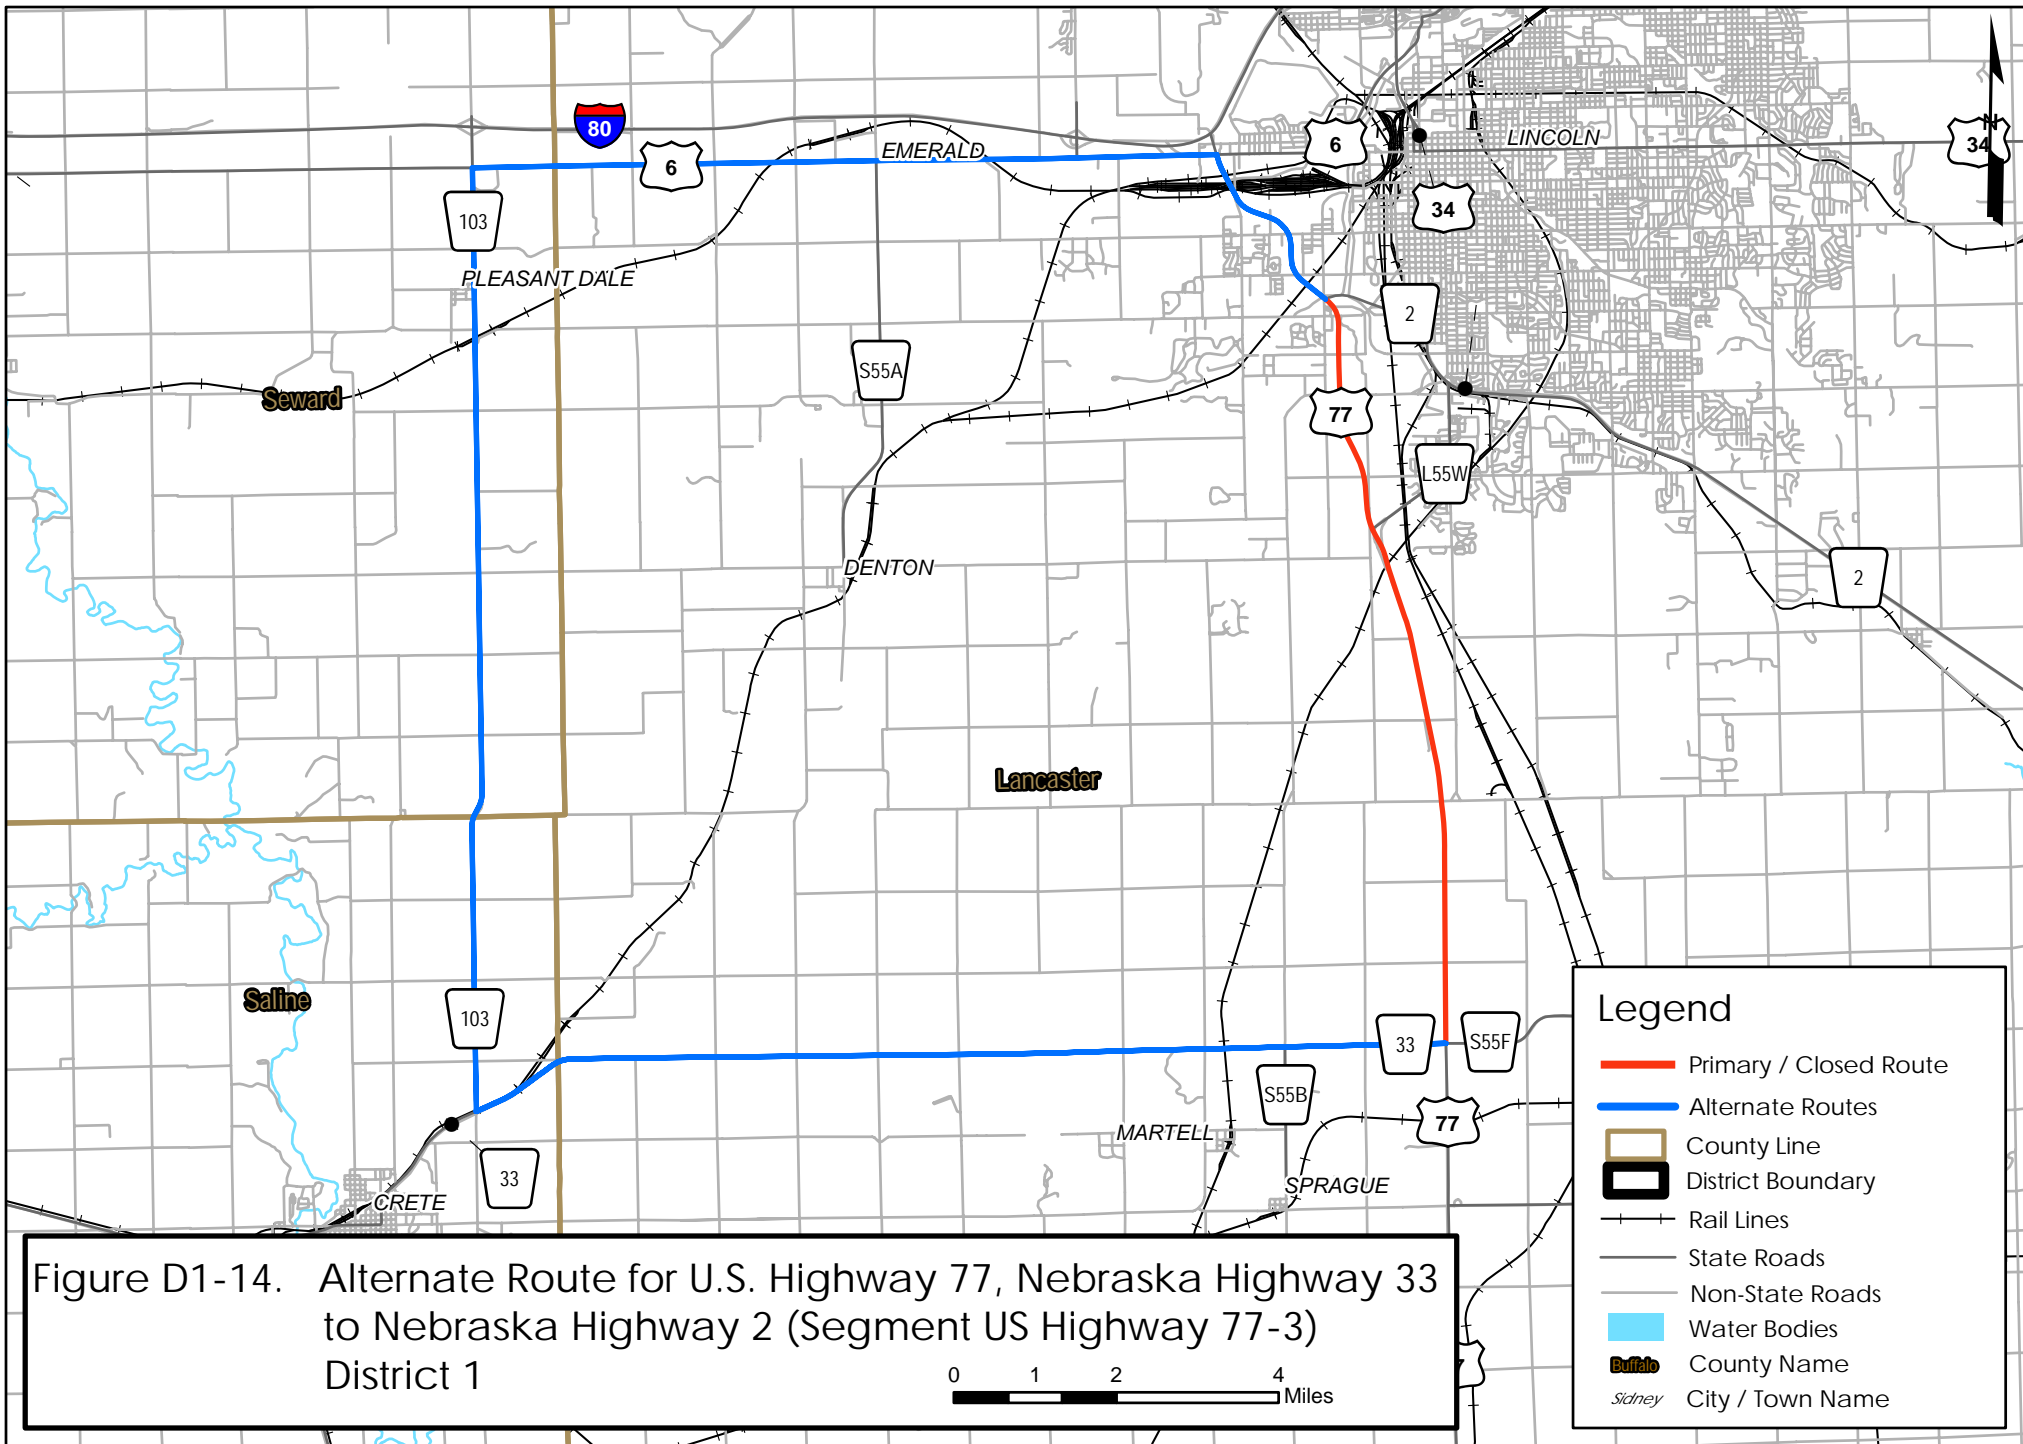 80
6
EMERALD
6
LINCOLN
34
N
103
34
PLEASANT DALE
2
S55A
Seward
77
L55W
DENTON
2
Lancaster
Saline
103
33
S55F
S55B
77
MARTELL
33
CRETE
SPRAGUE
Legend
Primary / Closed Route
Alternate Routes
County Line
District Boundary
Rail Lines
State Roads
Non-State Roads
Water Bodies
Buffalo County Name
Sidney City / Town Name
Figure D1-14. Alternate Route for U.S. Highway 77, Nebraska Highway 33
to Nebraska Highway 2 (Segment US Highway 77-3)
District 1
0 1 2 4
Miles
7